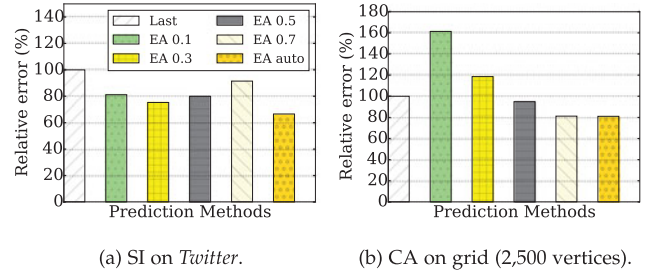 140
120
100
80
60
40
20
0
Relative error (%)
Last
EA 0.1
EA 0.3
EA 0.5
EA 0.7
EA auto
Prediction Methods
(a) SI on Twitter.
180
160
140
120
100
80
60
40
20
0
Relative error (%)
Prediction Methods
(b) CA on grid (2,500 vertices).